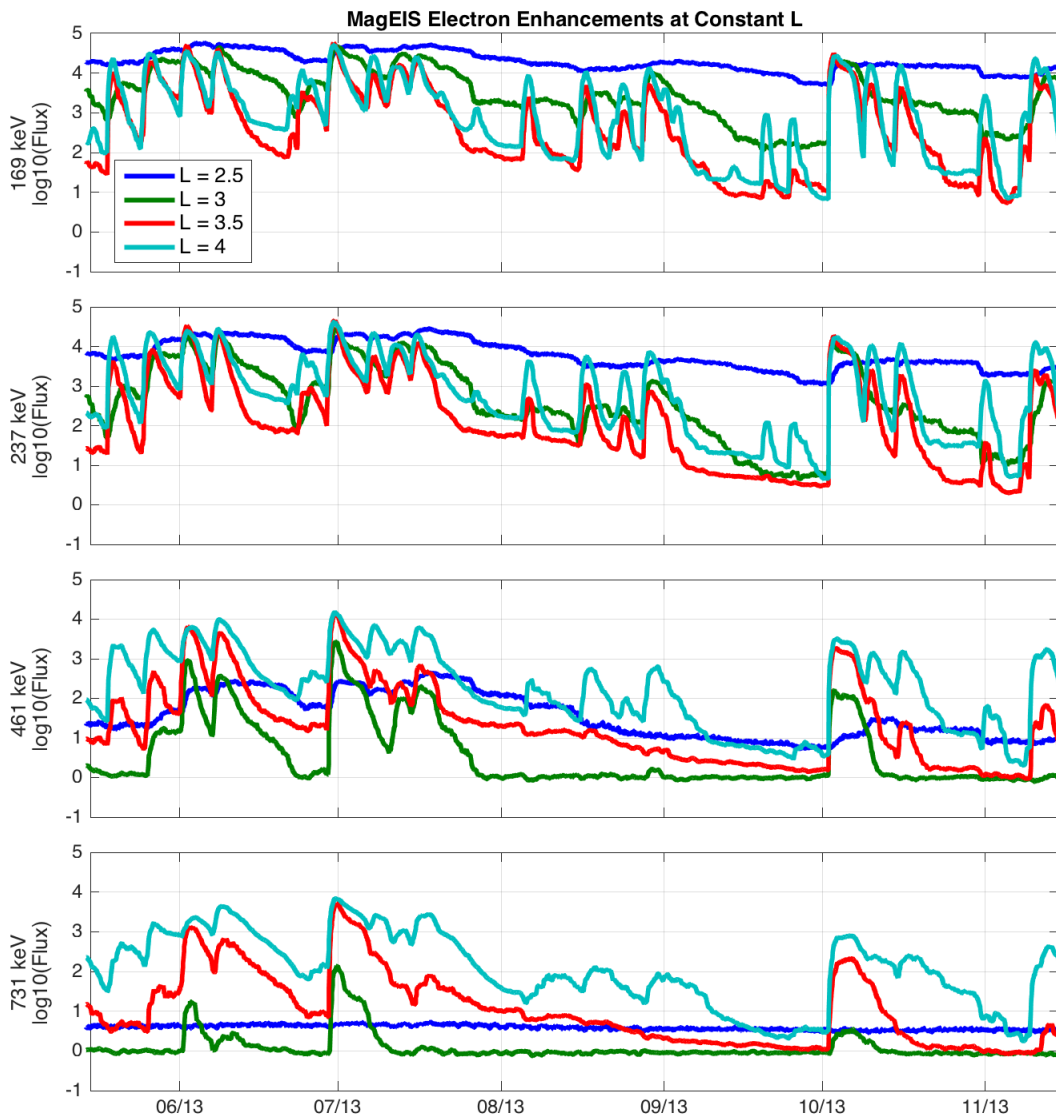 MagEIS Electron Enhancements at Constant L
169 keV
log10(Flux)
5
4
3
2
1
0
-1
L = 2.5
L = 3
L = 3.5
L = 4
237 keV
log10(Flux)
5
4
3
2
1
0
-1
461 keV
log10(Flux)
5
4
3
2
1
0
-1
731 keV
log10(Flux)
5
4
3
2
1
0
-1
06/13 07/13 08/13 09/13 10/13 11/13